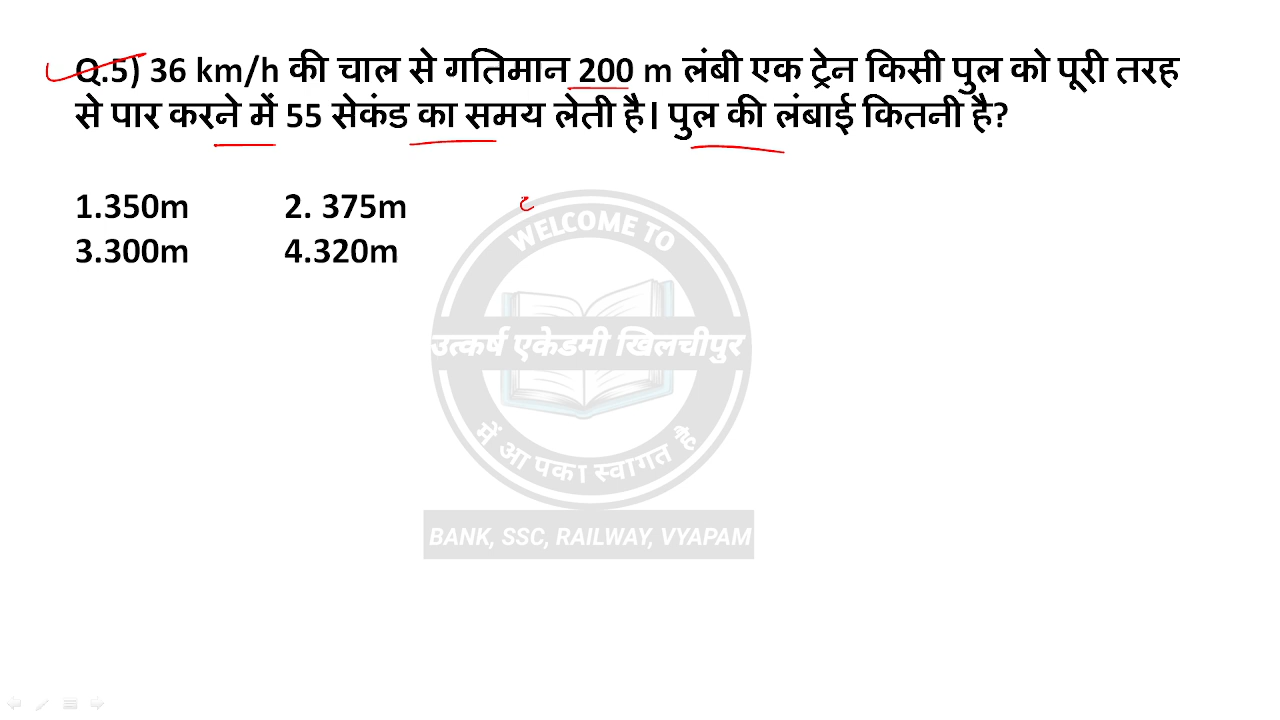 Q.5) 36 km/h की चाल से गतिमान 200 m लंबी एक ट्रेन किसी पुल को पूरी तरह
से पार करने में 55 सेकंड का समय लेती है। पुल की लंबाई कितनी है?
1.350m 2. 375m
3.300m 4.320m
WELCOME TO
उत्कर्ष एकेडमी खिलचीपुर
में आपका स्वागत है
BANK, SSC, RAILWAY, VYAPAM